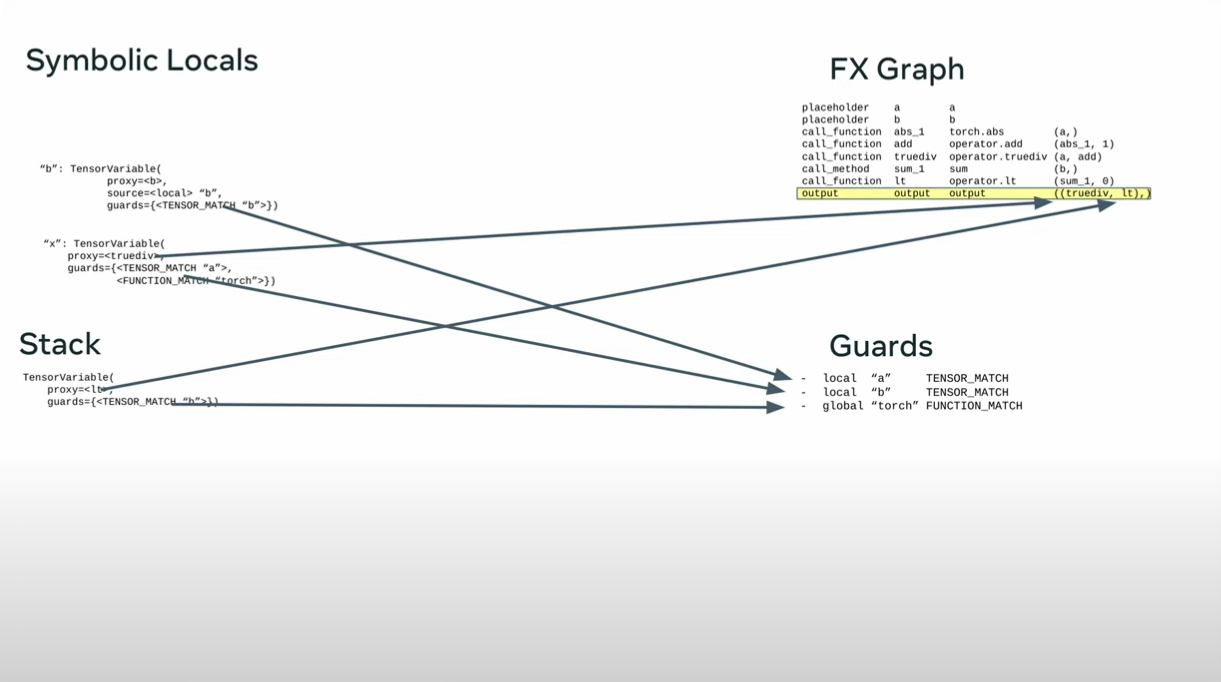 Symbolic Locals
“b”: TensorVariable(
proxy=<b>,
source=<local> “b”,
guards={<TENSOR_MATCH “b”>})
“x”: TensorVariable(
proxy=<truediv>,
guards={<TENSOR_MATCH “a”>,
<FUNCTION_MATCH “torch”>})
Stack
TensorVariable(
proxy=<lt>,
guards={<TENSOR_MATCH “b”>})
FX Graph
placeholder a a
placeholder b b
call_function abs_1 torch.abs (a,)
call_function add operator.add (abs_1, 1)
call_function truediv operator.truediv (a, add)
call_method sum_1 sum (b,)
call_function lt operator.lt (sum_1, 0)
output output output ((truediv, lt),)
Guards
- local “a” TENSOR_MATCH
- local “b” TENSOR_MATCH
- global “torch” FUNCTION_MATCH